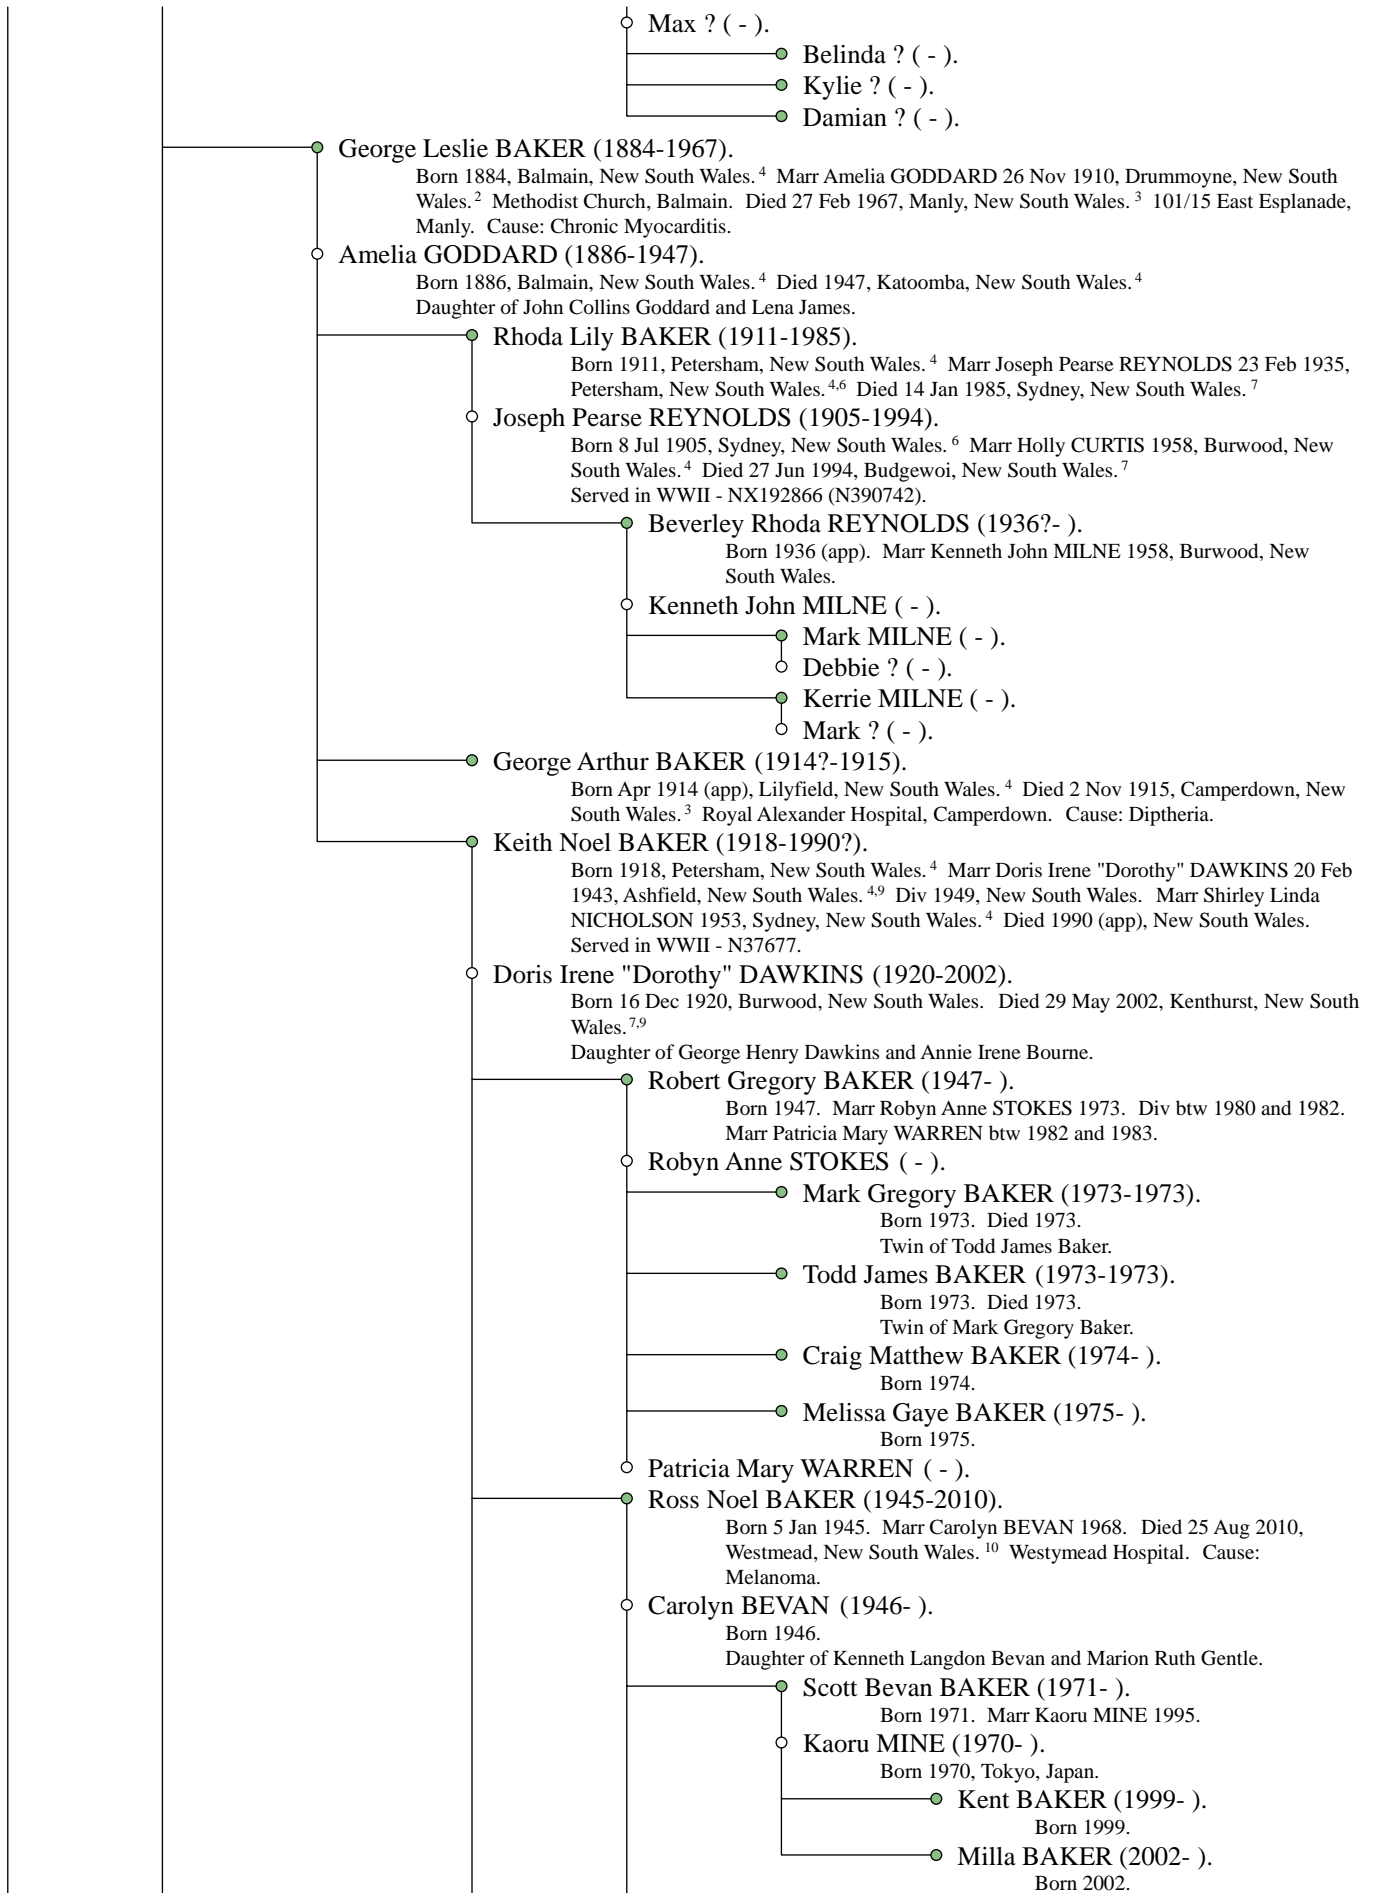 Max ? ( - ).
Belinda ? ( - ).
Kylie ? ( - ).
Damian ? ( - ).
George Leslie BAKER (1884-1967).
Born 1884, Balmain, New South Wales. 4 Marr Amelia GODDARD 26 Nov 1910, Drummoyne, New South
Wales. 2 Methodist Church, Balmain. Died 27 Feb 1967, Manly, New South Wales. 3 101/15 East Esplanade,
Manly. Cause: Chronic Myocarditis.
Amelia GODDARD (1886-1947).
Born 1886, Balmain, New South Wales. 4 Died 1947, Katoomba, New South Wales. 4
Daughter of John Collins Goddard and Lena James.
Rhoda Lily BAKER (1911-1985).
Born 1911, Petersham, New South Wales. 4 Marr Joseph Pearse REYNOLDS 23 Feb 1935,
Petersham, New South Wales. 4,6 Died 14 Jan 1985, Sydney, New South Wales. 7
Joseph Pearse REYNOLDS (1905-1994).
Born 8 Jul 1905, Sydney, New South Wales. 6 Marr Holly CURTIS 1958, Burwood, New
South Wales. 4 Died 27 Jun 1994, Budgewoi, New South Wales. 7
Served in WWII - NX192866 (N390742).
Beverley Rhoda REYNOLDS (1936?- ).
Born 1936 (app). Marr Kenneth John MILNE 1958, Burwood, New
South Wales.
Kenneth John MILNE ( - ).
Mark MILNE ( - ).
Debbie ? ( - ).
Kerrie MILNE ( - ).
Mark ? ( - ).
George Arthur BAKER (1914?-1915).
Born Apr 1914 (app), Lilyfield, New South Wales. 4 Died 2 Nov 1915, Camperdown, New
South Wales. 3 Royal Alexander Hospital, Camperdown. Cause: Diptheria.
Keith Noel BAKER (1918-1990?).
Born 1918, Petersham, New South Wales. 4 Marr Doris Irene "Dorothy" DAWKINS 20 Feb
1943, Ashfield, New South Wales. 4,9 Div 1949, New South Wales. Marr Shirley Linda
NICHOLSON 1953, Sydney, New South Wales. 4 Died 1990 (app), New South Wales.
Served in WWII - N37677.
Doris Irene "Dorothy" DAWKINS (1920-2002).
Born 16 Dec 1920, Burwood, New South Wales. Died 29 May 2002, Kenthurst, New South
Wales. 7,9
Daughter of George Henry Dawkins and Annie Irene Bourne.
Robert Gregory BAKER (1947- ).
Born 1947. Marr Robyn Anne STOKES 1973. Div btw 1980 and 1982.
Marr Patricia Mary WARREN btw 1982 and 1983.
Robyn Anne STOKES ( - ).
Mark Gregory BAKER (1973-1973).
Born 1973. Died 1973.
Twin of Todd James Baker.
Todd James BAKER (1973-1973).
Born 1973. Died 1973.
Twin of Mark Gregory Baker.
Craig Matthew BAKER (1974- ).
Born 1974.
Melissa Gaye BAKER (1975- ).
Born 1975.
Patricia Mary WARREN ( - ).
Ross Noel BAKER (1945-2010).
Born 5 Jan 1945. Marr Carolyn BEVAN 1968. Died 25 Aug 2010,
Westmead, New South Wales. 10 Westymead Hospital. Cause:
Melanoma.
Carolyn BEVAN (1946- ).
Born 1946.
Daughter of Kenneth Langdon Bevan and Marion Ruth Gentle.
Scott Bevan BAKER (1971- ).
Born 1971. Marr Kaoru MINE 1995.
Kaoru MINE (1970- ).
Born 1970, Tokyo, Japan.
Kent BAKER (1999- ).
Born 1999.
Milla BAKER (2002- ).
Born 2002.